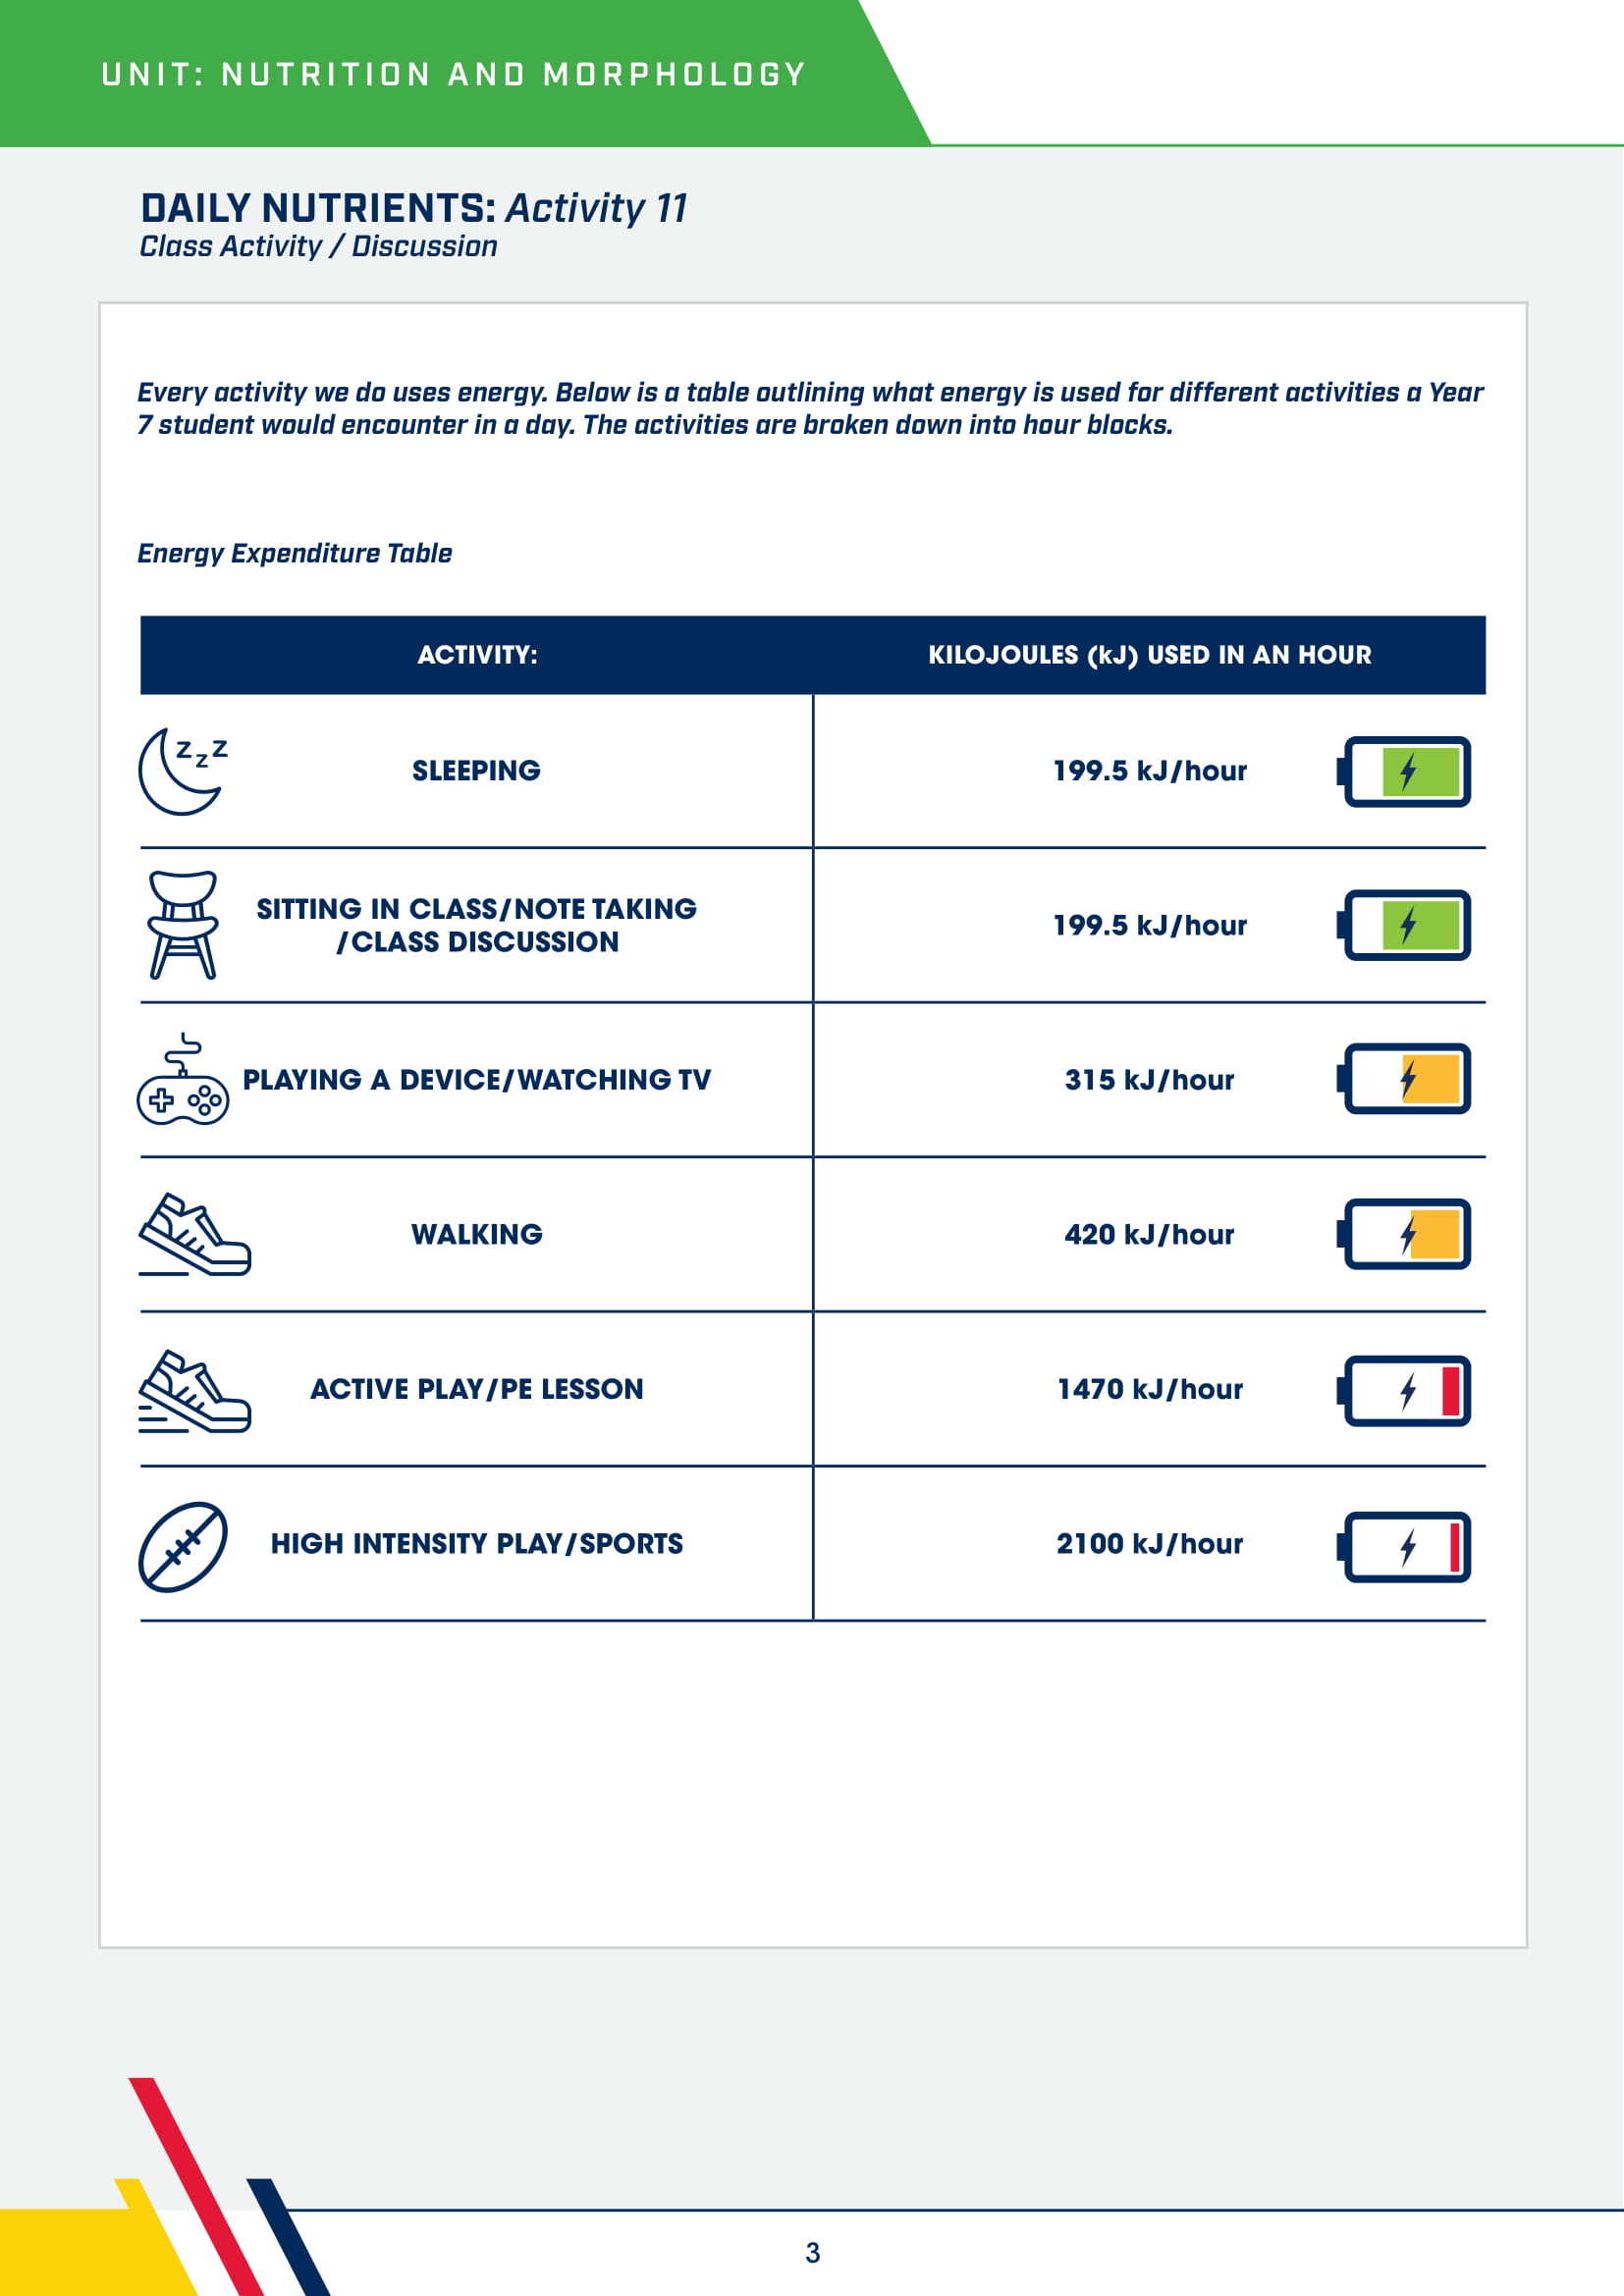 UNIT: NUTRITION AND MORPHOLOGY
DAILY NUTRIENTS: Activity 11
Class Activity / Discussion
Every activity we do uses energy. Below is a table outlining what energy is used for different activities a Year
7 student would encounter in a day. The activities are broken down into hour blocks.
Energy Expenditure Table
ACTIVITY: KILOJOULES (kJ) USED IN AN HOUR
z z z
SLEEPING 199.5 kJ/hour
SITTING IN CLASS/NOTE TAKING
/CLASS DISCUSSION 199.5 kJ/hour
PLAYING A DEVICE/WATCHING TV 315 kJ/hour
WALKING 420 kJ/hour
ACTIVE PLAY/PE LESSON 1470 kJ/hour
HIGH INTENSITY PLAY/SPORTS 2100 kJ/hour
3